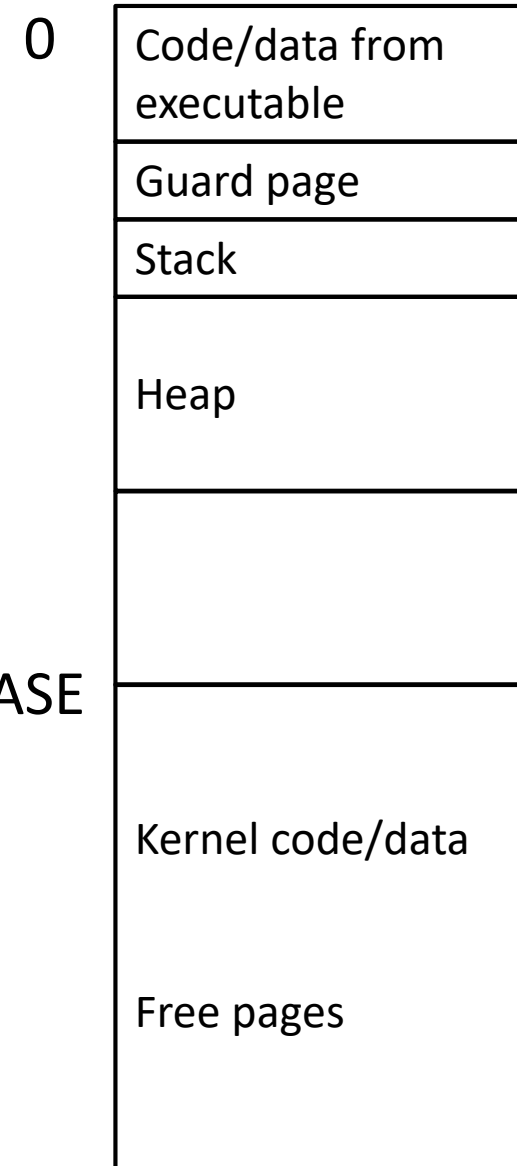 0
Code/data from
executable
Guard page
Stack
Heap
ASE
Kernel code/data
Free pages